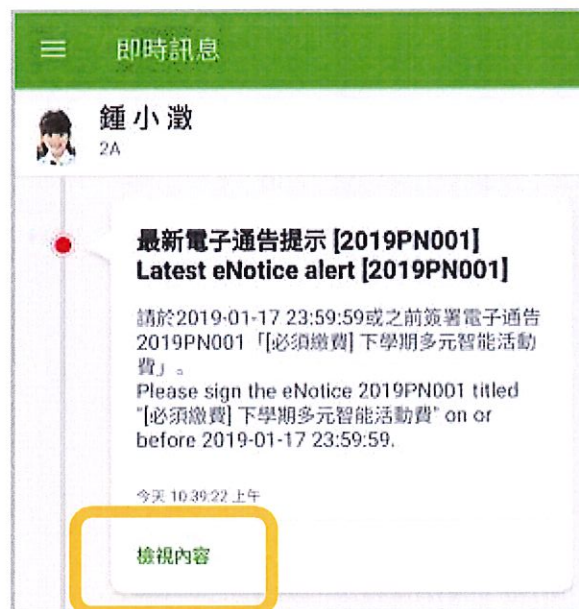 即時訊息
鍾小澂
2A
最新電子通告提示 [2019PN001]
Latest eNotice alert [2019PN001]
請於2019-01-17 23:59:59或之前簽署電子通告
2019PN001「[必須繳費] 下學期多元智能活動
費」。
Please sign the eNotice 2019PN001 titled
"[必須繳費] 下學期多元智能活動費" on or
before 2019-01-17 23:59:59.
今天 10:39:22 上午
檢視內容